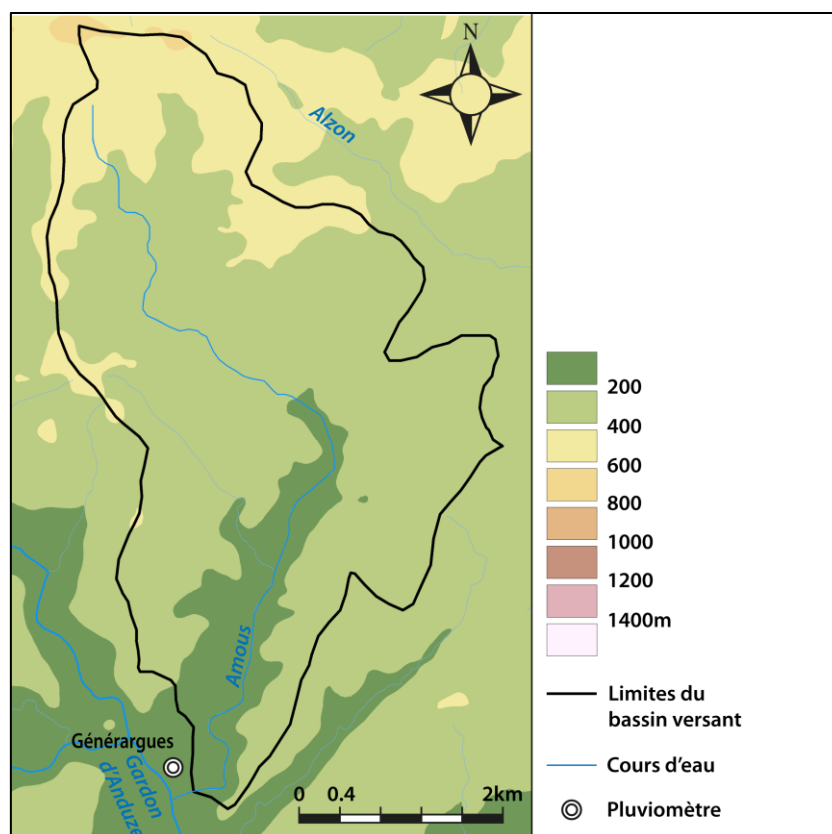 N
Alzon
Amous
Générargues
Gardon
d'Anduze
0 0.4 2km
200
400
600
800
1000
1200
1400m
Limites du
bassin versant
Cours d'eau
Pluviomètre